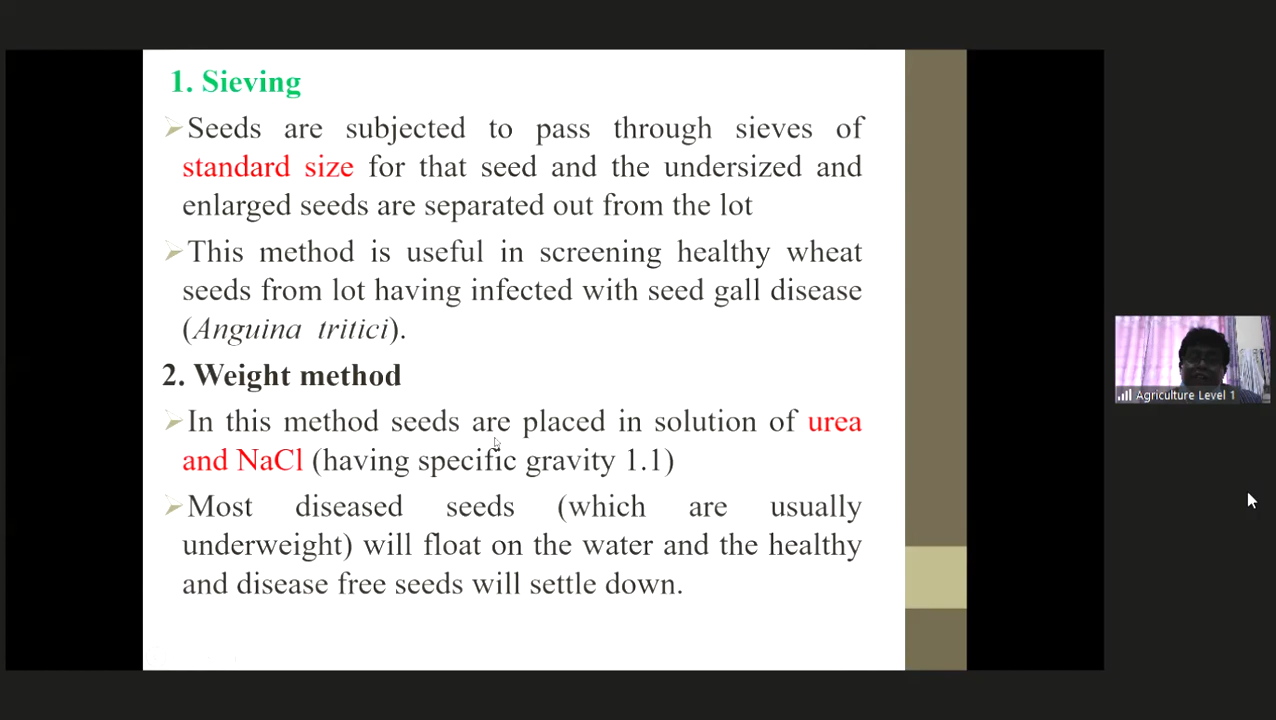 1. Sieving
Seeds are subjected to pass through sieves of
standard size for that seed and the undersized and
enlarged seeds are separated out from the lot
This method is useful in screening healthy wheat
seeds from lot having infected with seed gall disease
(Anguina tritici).
2. Weight method
In this method seeds are placed in solution of urea
and NaCl (having specific gravity 1.1)
Most diseased seeds (which are usually
underweight) will float on the water and the healthy
and disease free seeds will settle down.
Agriculture Level 1